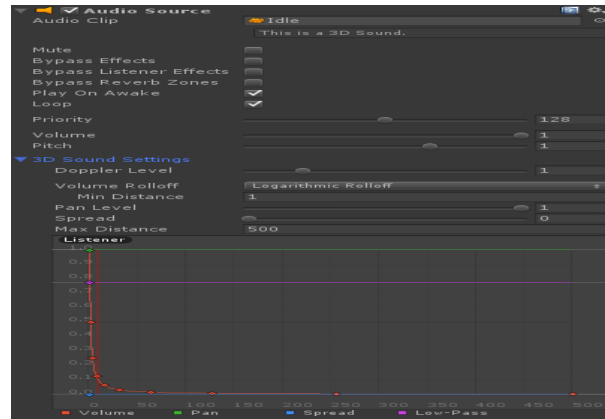 Audio Source
Audio Clip Idle
This is a 3D Sound.
Mute
Bypass Effects
Bypass Listener Effects
Bypass Reverb Zones
Play On Awake
Loop
Priority 128
Volume 1
Pitch 1
3D Sound Settings
Doppler Level 1
Volume Rolloff Logarithmic Rolloff
Min Distance 1
Pan Level 1
Spread 0
Max Distance 500
Listener
1.0
0.9
0.8
0.7
0.6
0.5
0.4
0.3
0.2
0.1
0.0
0 50 100 150 200 250 300 350 400 450 500
Volume Pan Spread Low-Pass